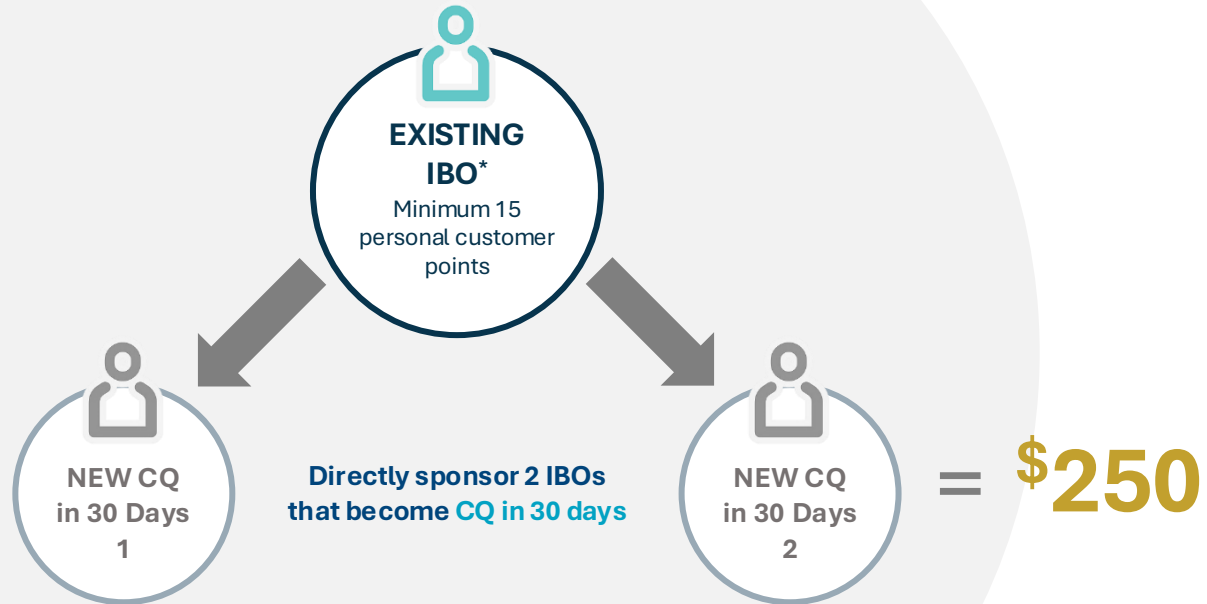 EXISTING
IBO*
Minimum 15
personal customer
points
NEW CQ
in 30 Days
1
Directly sponsor 2 IBOs
that become CQ in 30 days
NEW CQ
in 30 Days
2
= $250